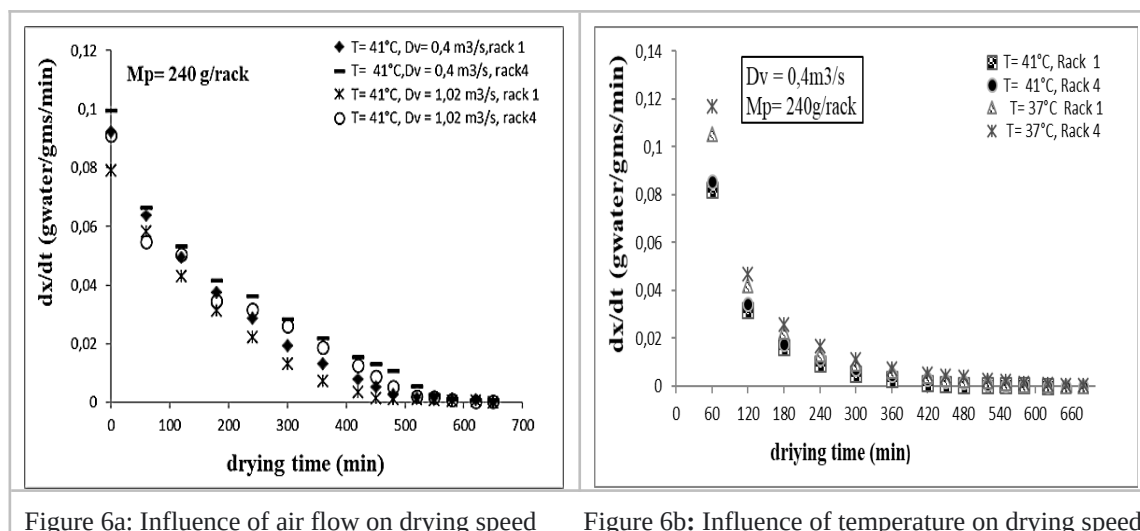 0,12
0,1
0,08
0,06
0,04
0,02
0
0 100 200 300 400 500 600 700
dx/dt (gwater/gms/min)
drying time (min)
Mp= 240 g/rack
T= 41°C, Dv= 0,4 m3/s,rack 1
T= 41°C,Dv= 0,4 m3/s, rack4
T= 41°C, Dv= 1,02 m3/s, rack 1
T= 41°C, Dv= 1,02 m3/s, rack4
0,14
0,12
0,1
0,08
0,06
0,04
0,02
0
0 60 120 180 240 300 360 420 480 540 600 660
dx/dt (gwater/gms/min)
driying time (min)
Dv = 0,4m3/s
Mp= 240g/rack
T= 41°C, Rack 1
T= 41°C, Rack 4
T= 37°C Rack 1
T= 37°C, Rack 4
Figure 6a: Influence of air flow on drying speed
Figure 6b: Influence of temperature on drying speed